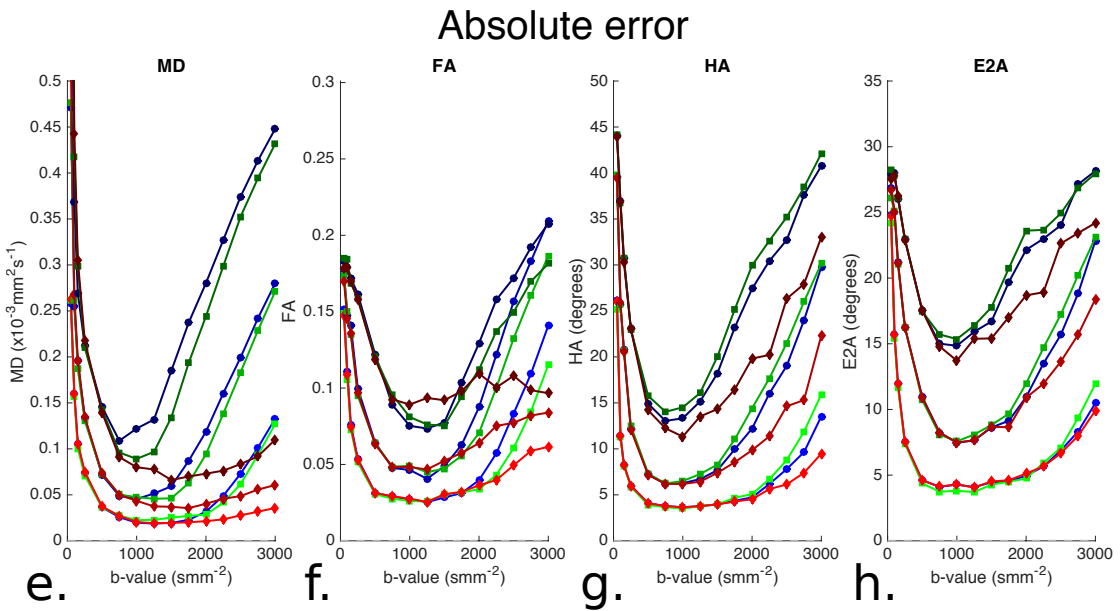 Absolute error
MD FA HA E2A
0.5
0.45
0.4
0.35
0.3
0.25
0.2
0.15
0.1
0.05
0
MD (x10⁻³mm²s⁻¹)
0 1000 2000 3000
b-value (smm⁻²)
e.
0.3
0.25
0.2
0.15
0.1
0.05
0
FA
0 1000 2000 3000
b-value (smm⁻²)
f.
50
45
40
35
30
25
20
15
10
5
0
HA (degrees)
0 1000 2000 3000
b-value (smm⁻²)
g.
35
30
25
20
15
10
5
0
E2A (degrees)
0 1000 2000 3000
b-value (smm⁻²)
h.